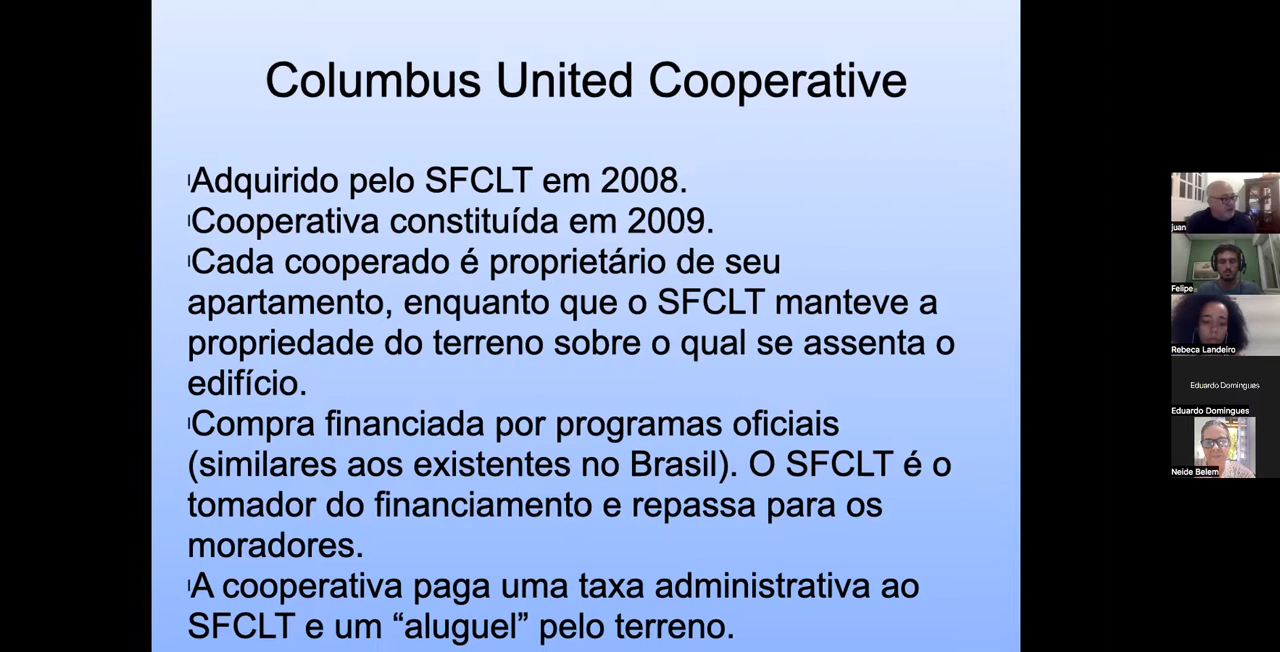 Columbus United Cooperative
Adquirido pelo SFCLT em 2008.
Cooperativa constituída em 2009.
Cada cooperado é proprietário de seu
apartamento, enquanto que o SFCLT manteve a
propriedade do terreno sobre o qual se assenta o
edifício.
Compra financiada por programas oficiais
(similares aos existentes no Brasil). O SFCLT é o
tomador do financiamento e repassa para os
moradores.
A cooperativa paga uma taxa administrativa ao
SFCLT e um “aluguel” pelo terreno.
juan
Felipe
Rebeca Landeiro
Eduardo Domingues
Eduardo Domingues
Neide Belem